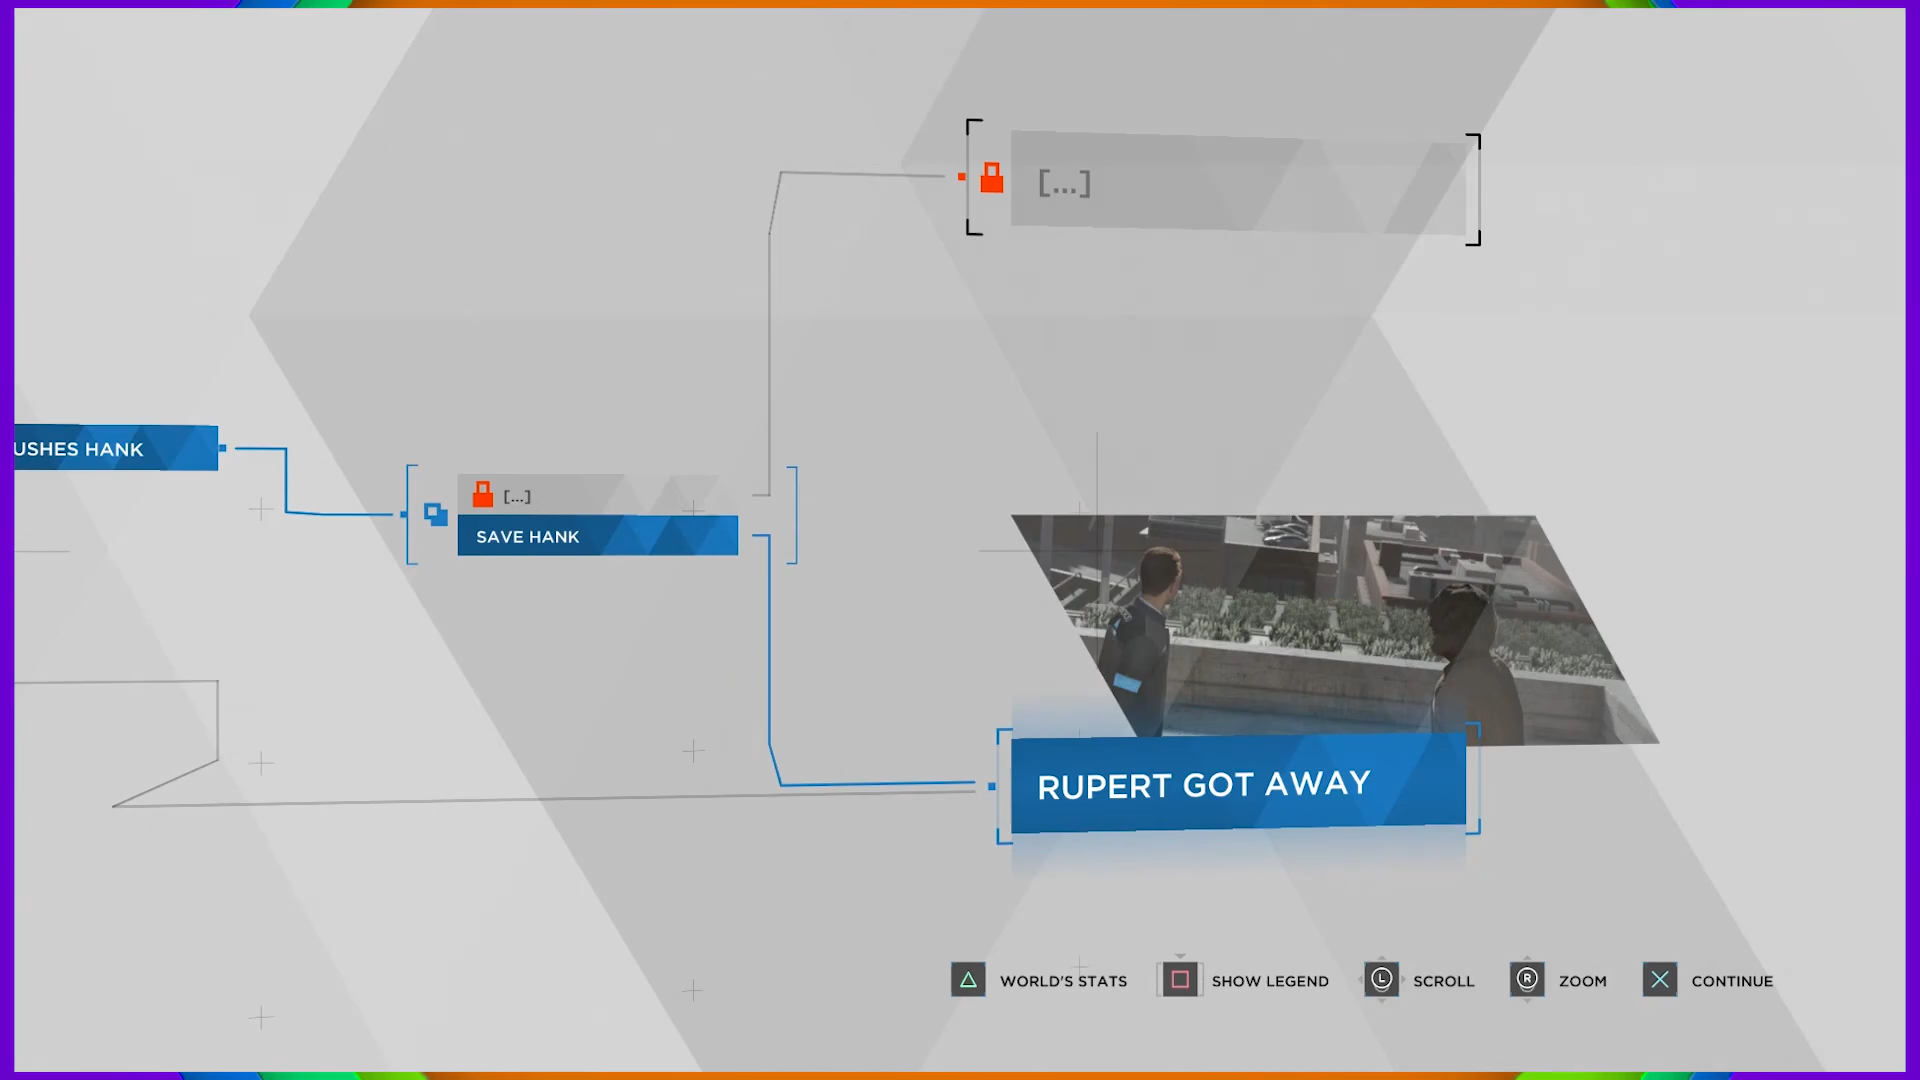 [...]
USHES HANK
[...]
SAVE HANK
RUPERT GOT AWAY
WORLD'S STATS
SHOW LEGEND
L SCROLL
R ZOOM
CONTINUE